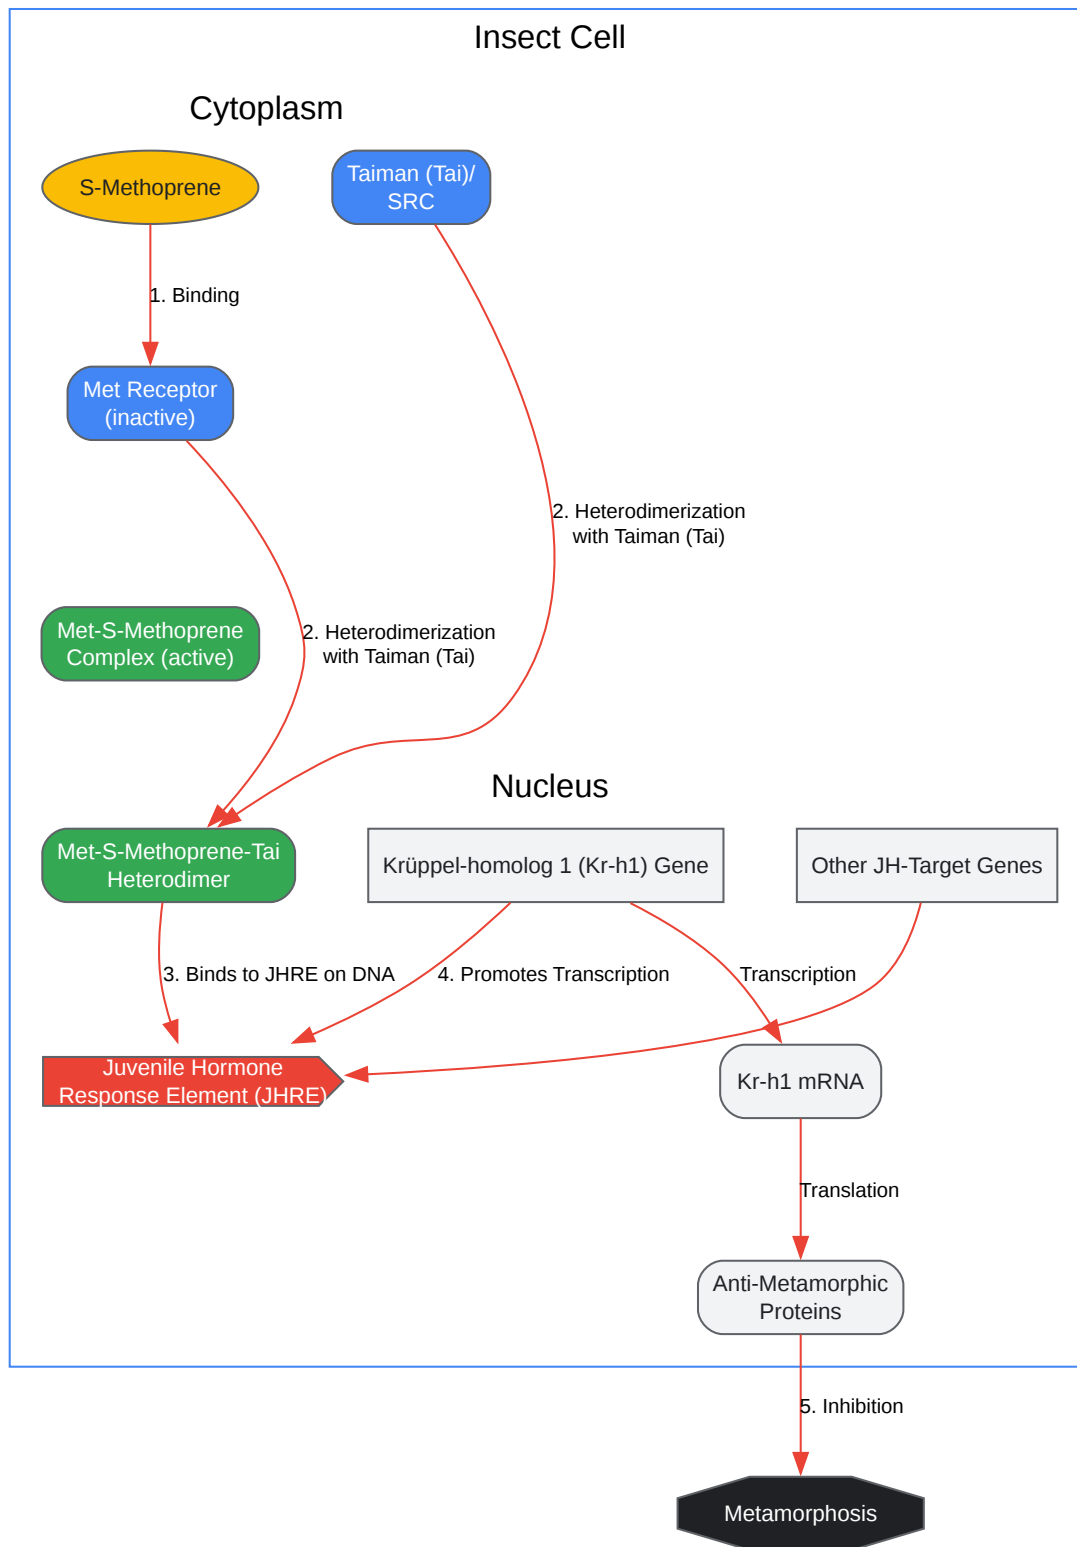 Insect Cell
Cytoplasm
S-Methoprene
Taiman (Tai)/
SRC
1. Binding
Met Receptor
(inactive)
2. Heterodimerization
with Taiman (Tai)
Met-S-Methoprene
Complex (active)
2. Heterodimerization
with Taiman (Tai)
Nucleus
Met-S-Methoprene-Tai
Heterodimer
Krüppel-homolog 1 (Kr-h1) Gene
Other JH-Target Genes
3. Binds to JHRE on DNA
4. Promotes Transcription
Transcription
Juvenile Hormone
Response Element (JHRE)
Kr-h1 mRNA
Translation
Anti-Metamorphic
Proteins
5. Inhibition
Metamorphosis